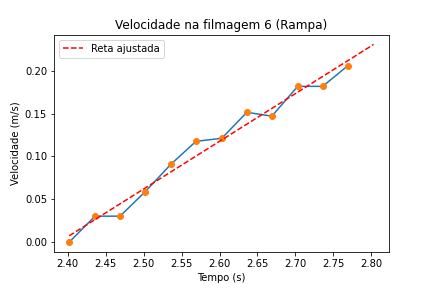 Velocidade na filmagem 6 (Rampa)
Reta ajustada
Velocidade (m/s)
0.20
0.15
0.10
0.05
0.00
2.40 2.45 2.50 2.55 2.60 2.65 2.70 2.75 2.80
Tempo (s)